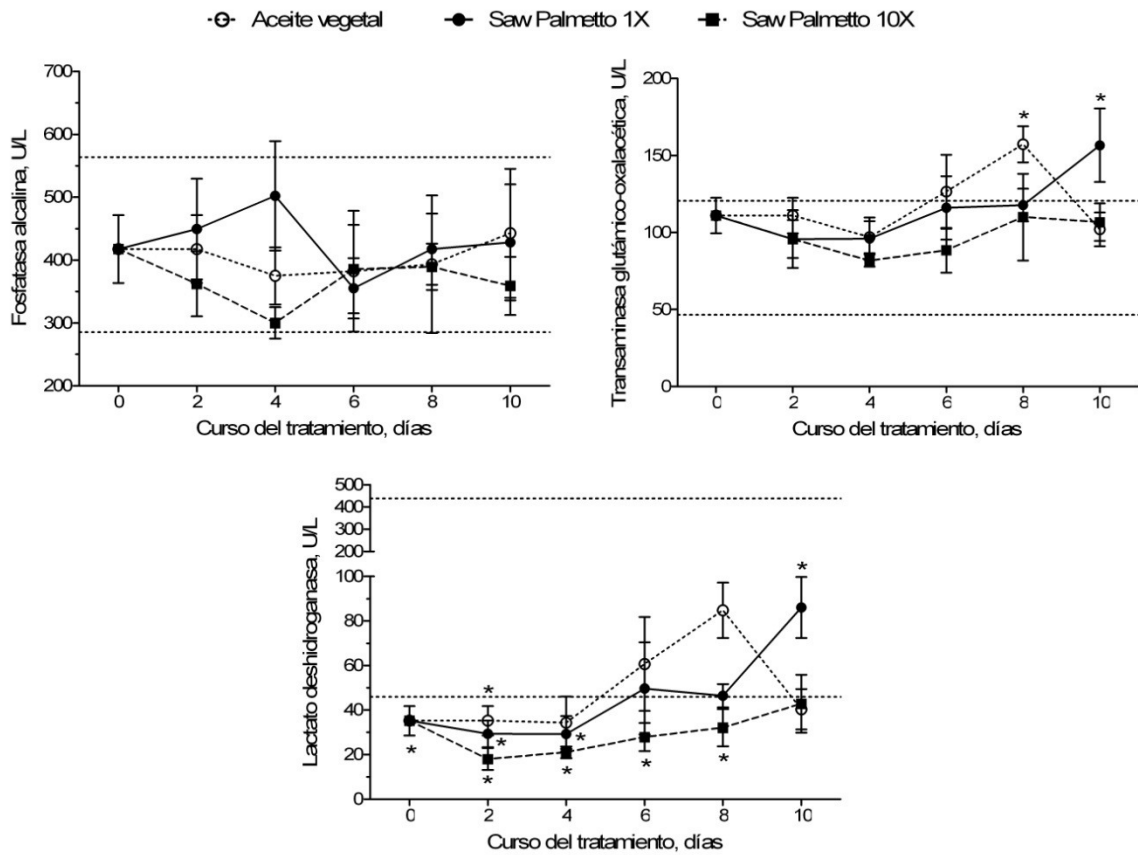 Aceite vegetal
Saw Palmetto 1X
Saw Palmetto 10X
Fosfatasa alcalina, U/L
700
600
500
400
300
200
0 2 4 6 8 10
Curso del tratamiento, días
Transaminasa glutámico-oxalacética, U/L
200
150
100
50
0
* *
0 2 4 6 8 10
Curso del tratamiento, días
Lactato deshidroganasa, U/L
500
400
300
200
100
80
60
40
20
0
*
*
* *
* * * * *
0 2 4 6 8 10
Curso del tratamiento, días